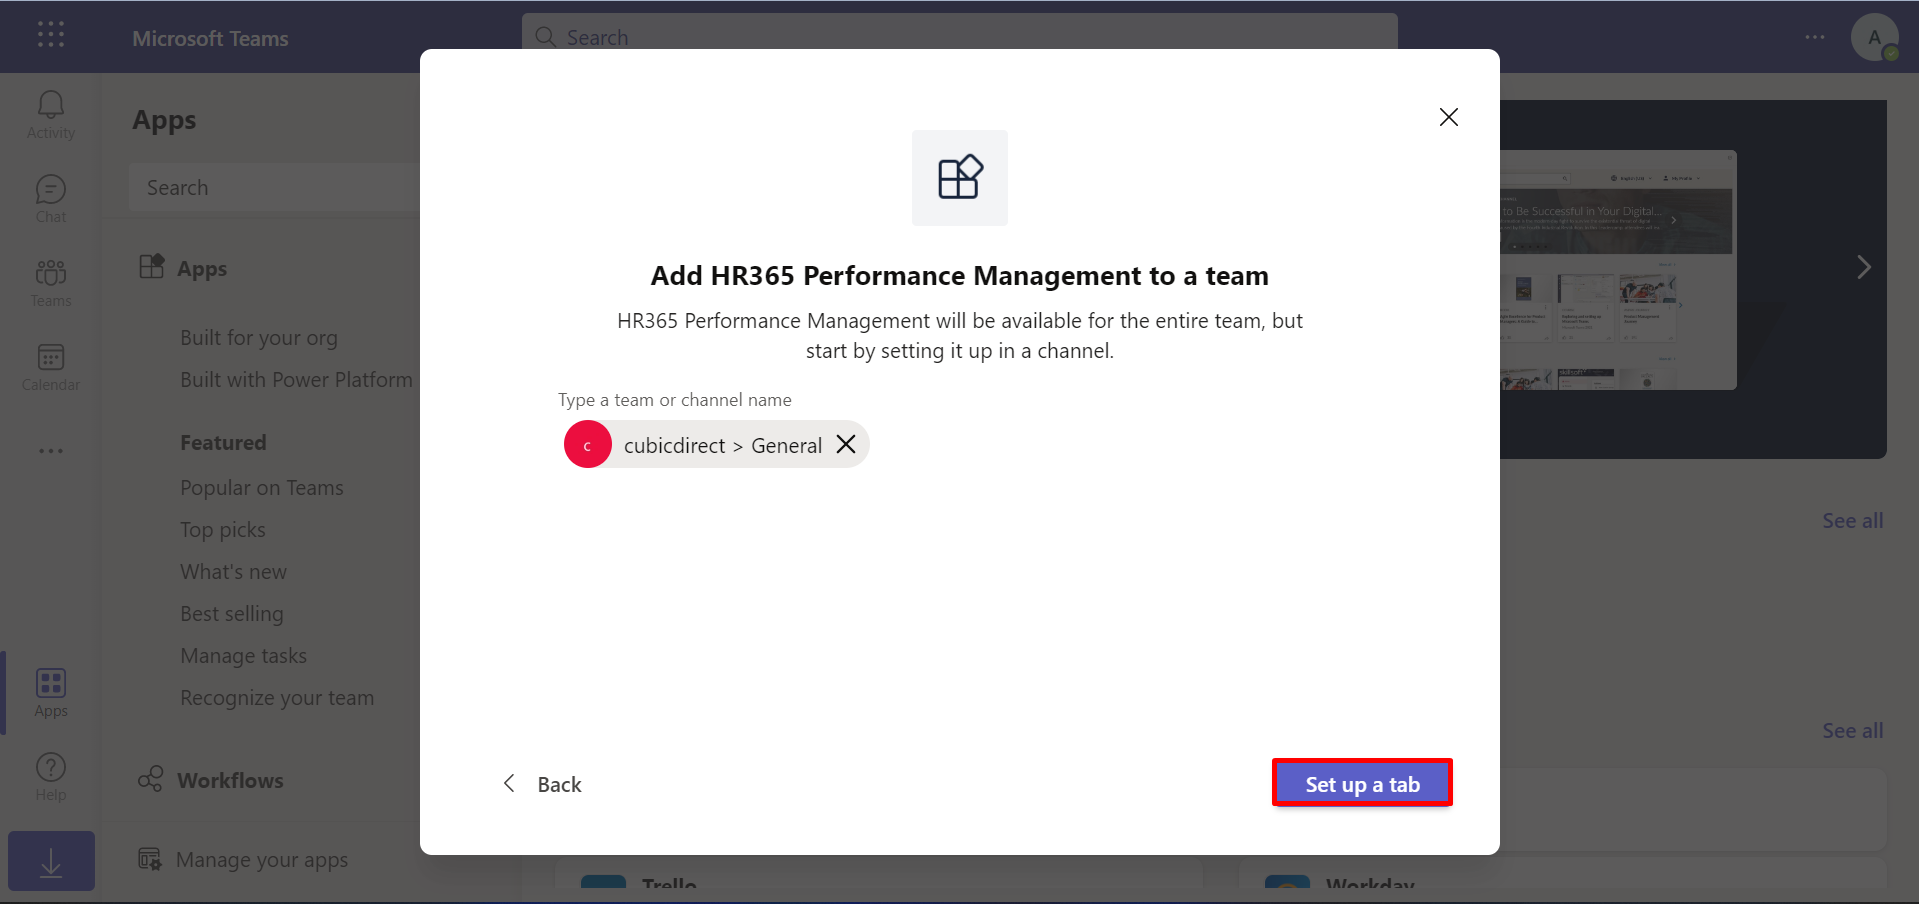 Microsoft Teams
Search
A
Activity
Chat
Teams
Calendar
Apps
Help
Apps
Search
Apps
Built for your org
Built with Power Platform
Featured
Popular on Teams
Top picks
What's new
Best selling
Manage tasks
Recognize your team
Workflows
Manage your apps
Add HR365 Performance Management to a team
HR365 Performance Management will be available for the entire team, but
start by setting it up in a channel.
Type a team or channel name
c cubicdirect > General
Back
Set up a tab
to Be Successful in Your Digital...
See all
See all
Trello
Workday